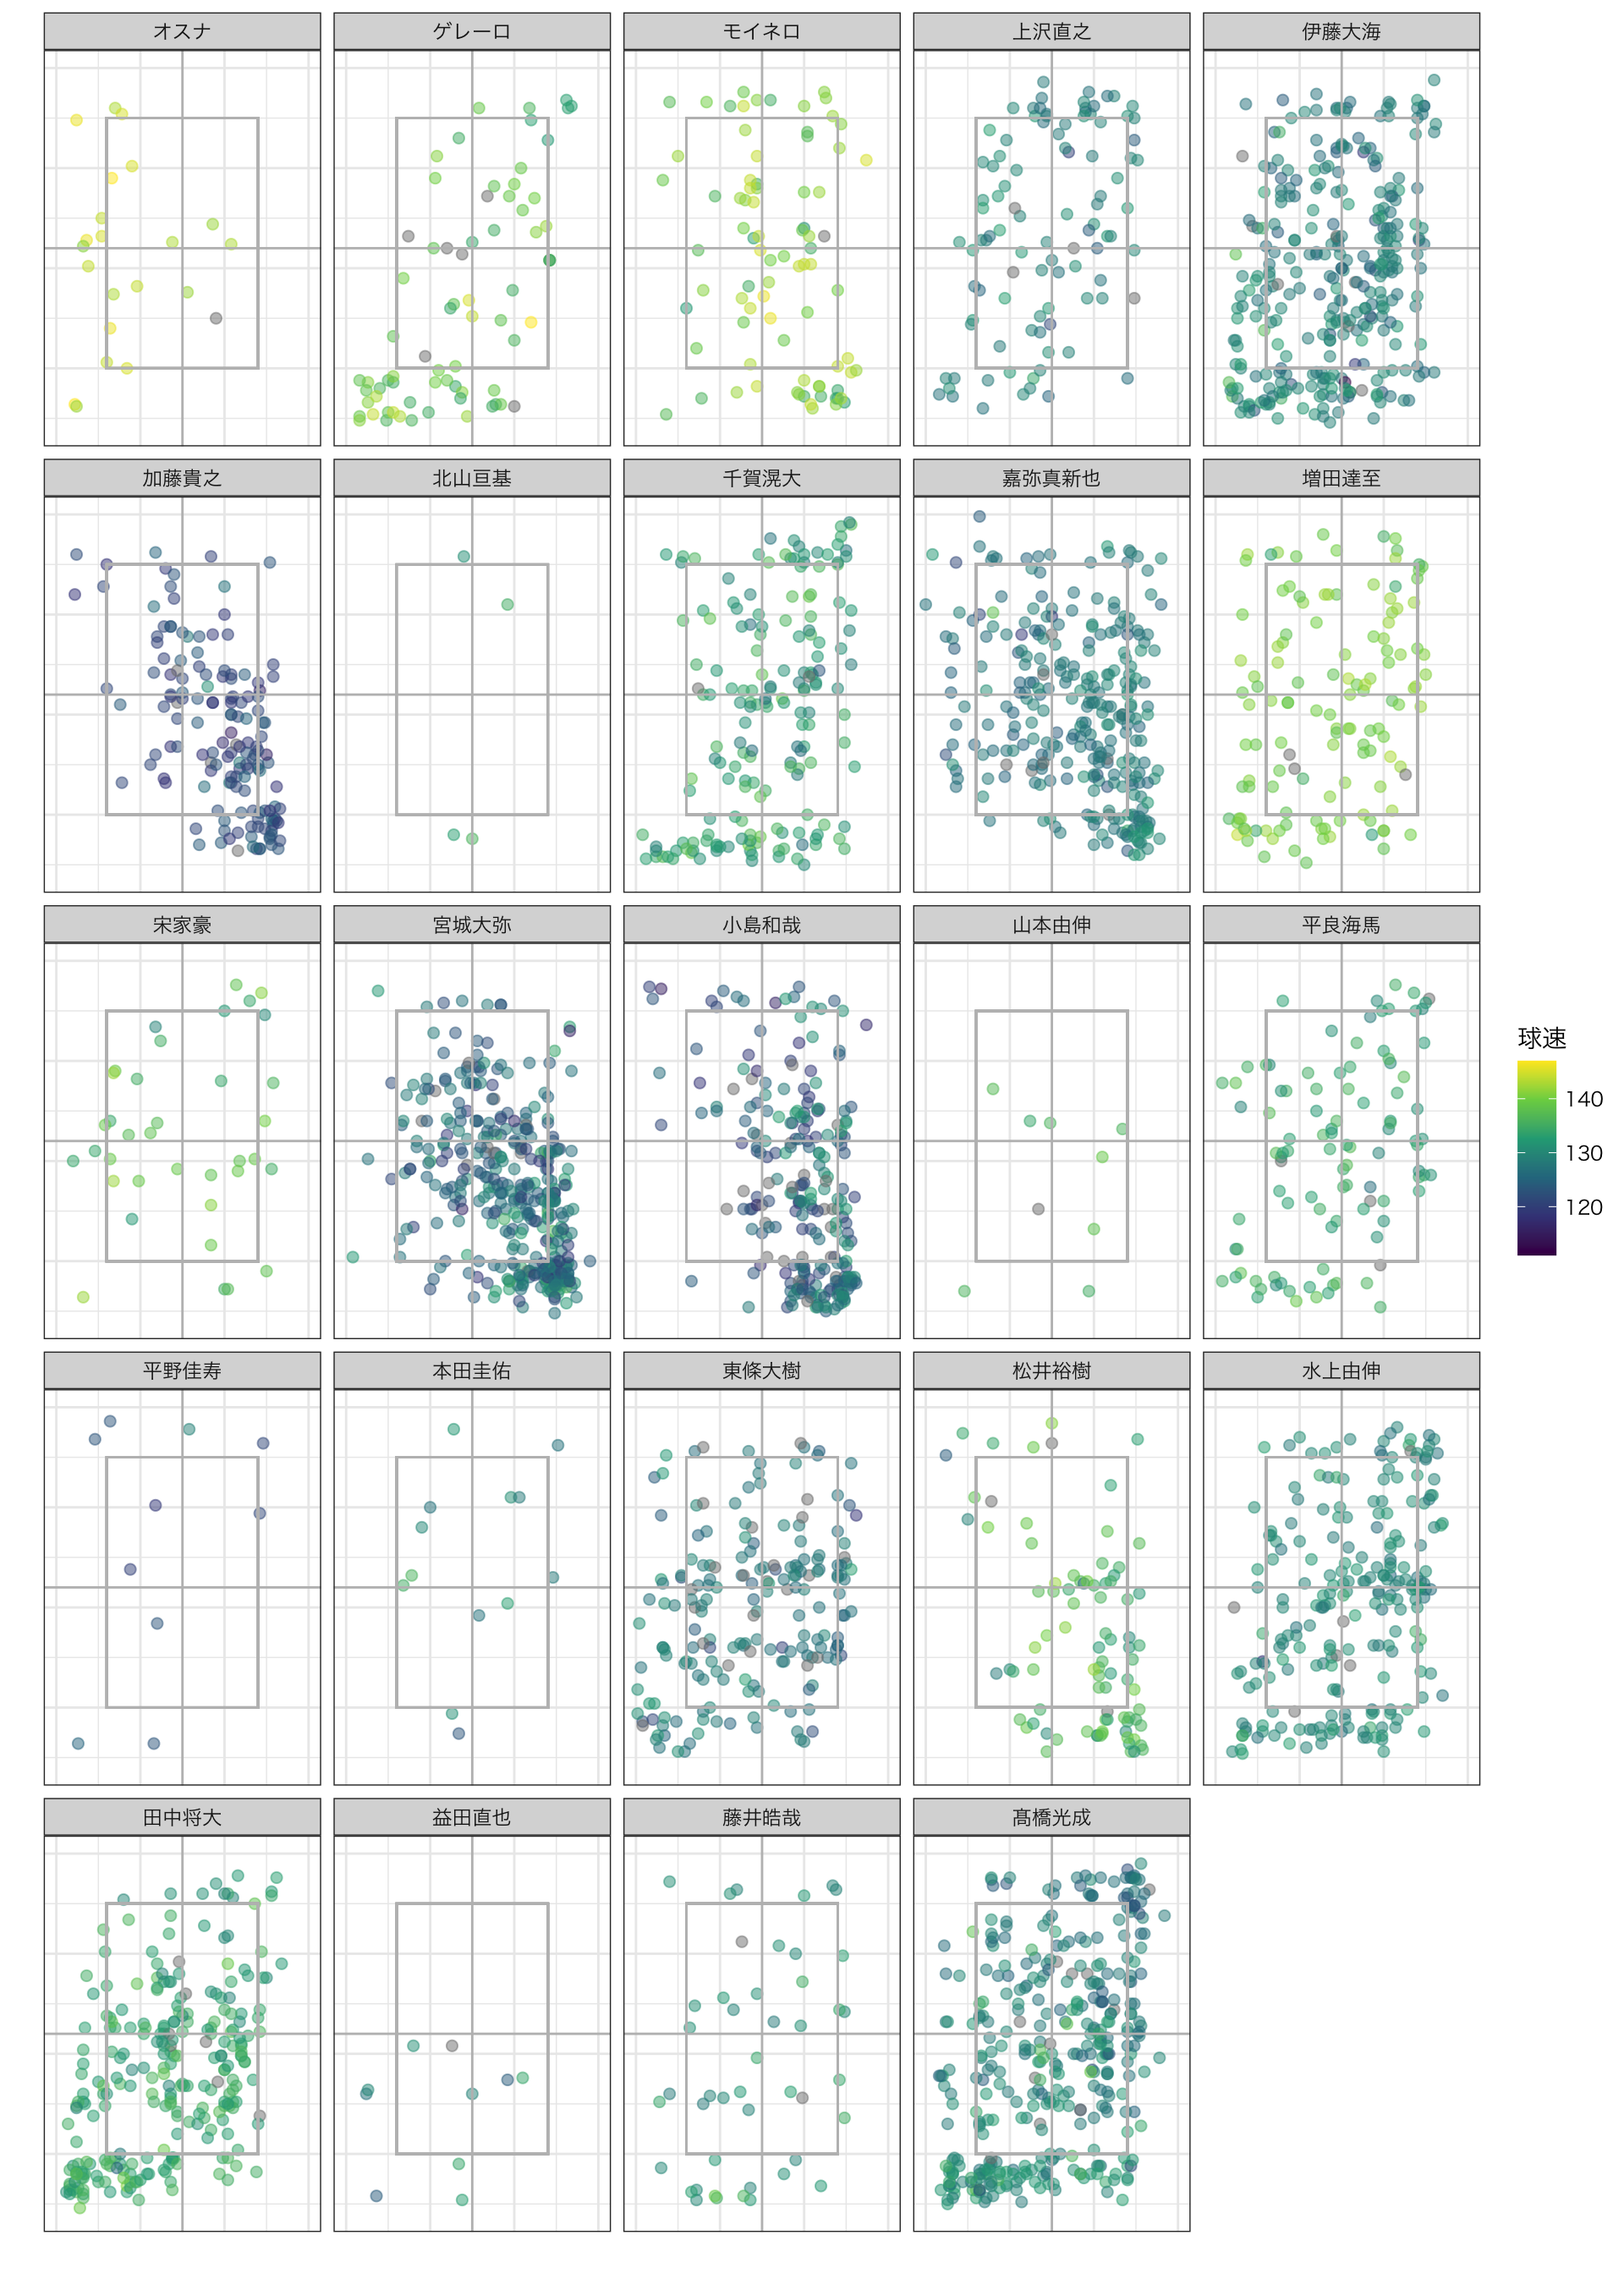 オスナ
ゲレーロ
モイネロ
上沢直之
伊藤大海
加藤貴之
北山亘基
千賀滉大
嘉弥真新也
増田達至
宋家豪
宮城大弥
小島和哉
山本由伸
平良海馬
平野佳寿
本田圭佑
東條大樹
松井裕樹
水上由伸
田中将大
益田直也
藤井皓哉
髙橋光成
球速
140
130
120